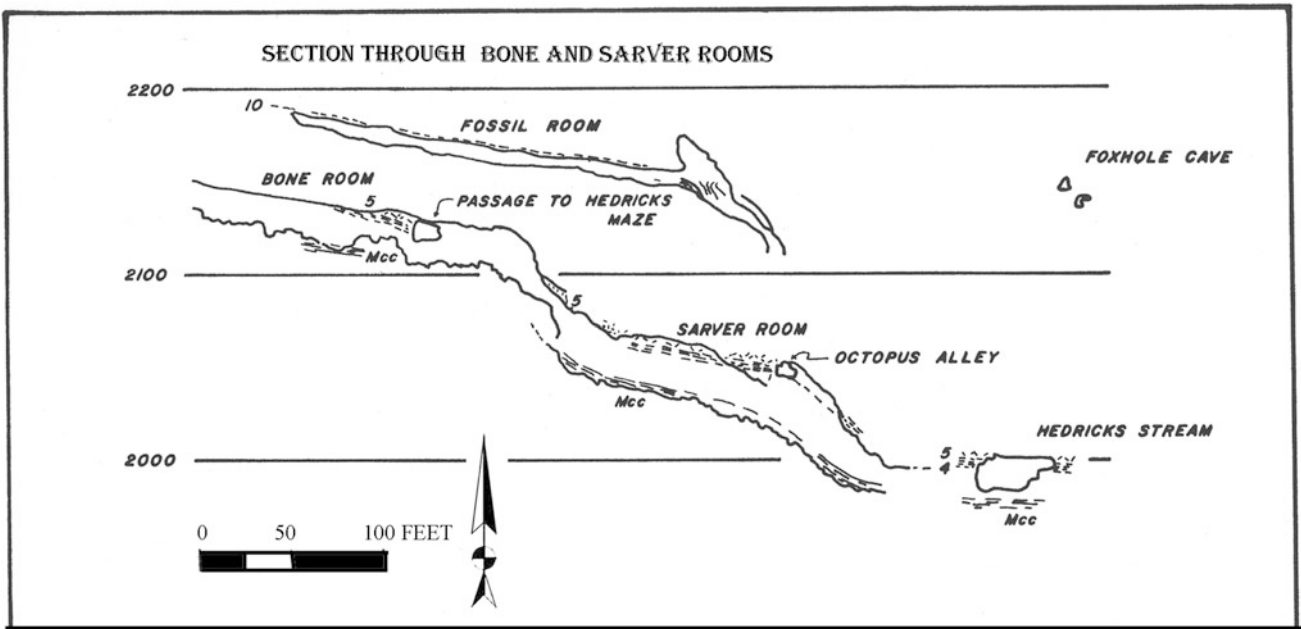 SECTION THROUGH BONE AND SARVER ROOMS
2200
10
FOSSIL ROOM
FOXHOLE CAVE
BONE ROOM
5
PASSAGE TO HEDRICKS
MAZE
Mcc
2100
5
SARVER ROOM
OCTOPUS ALLEY
Mcc
HEDRICKS STREAM
2000
5
4
Mcc
0 50 100 FEET